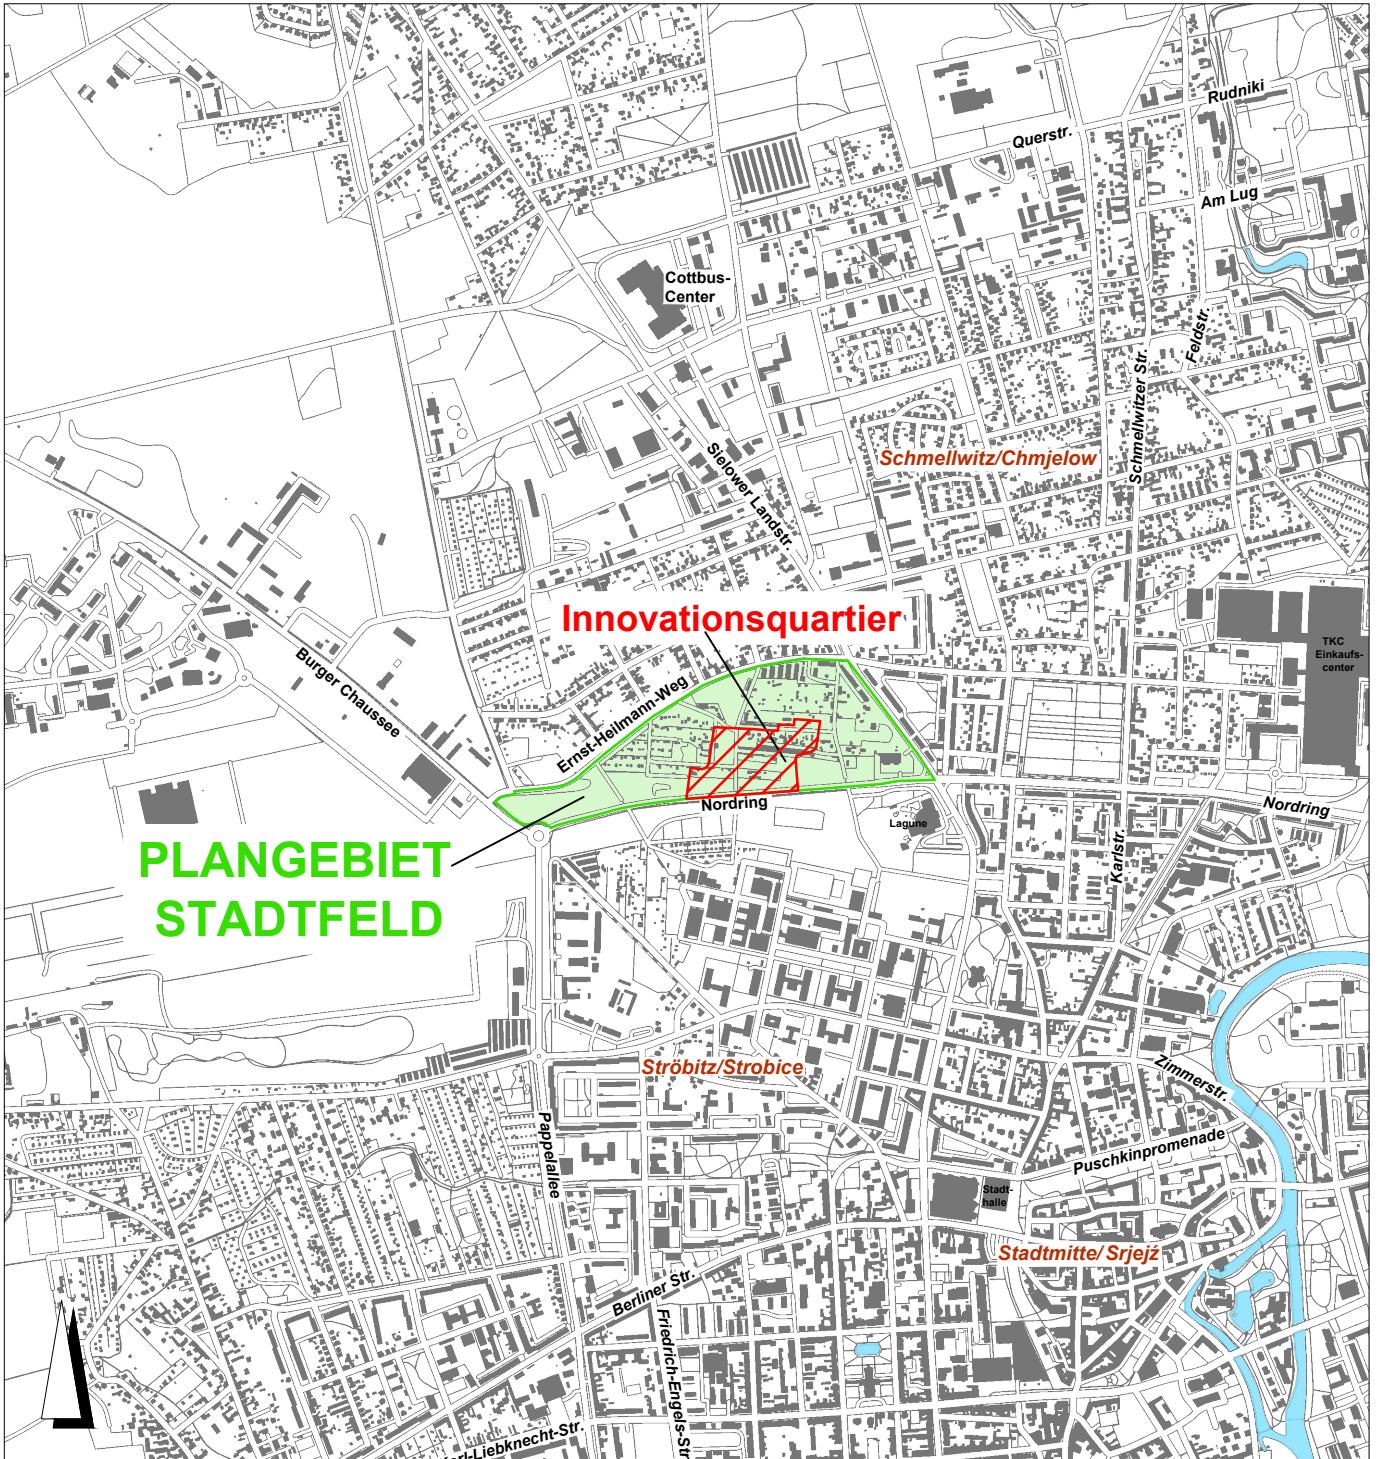 Rudniki
Querstr.
Am Lug
Cottbus-
Center
Feldstr.
Schmellwitzer Str.
Schmellwitz/Chmjelow
Sielower Landstr.
Innovationsquartier
TKC
Einkaufs-
center
Burger Chaussee
Ernst-Heilmann-Weg
Nordring
Nordring
Lagune
Karlstr.
PLANGEBIET
STADTFELD
Ströbitz/Strobice
Zimmerstr.
Pappelallee
Puschkinpromenade
Stadt-
halle
Stadtmitte/ Srjejź
Berliner Str.
Friedrich-Engels-Str
arl-Liebknecht-Str.